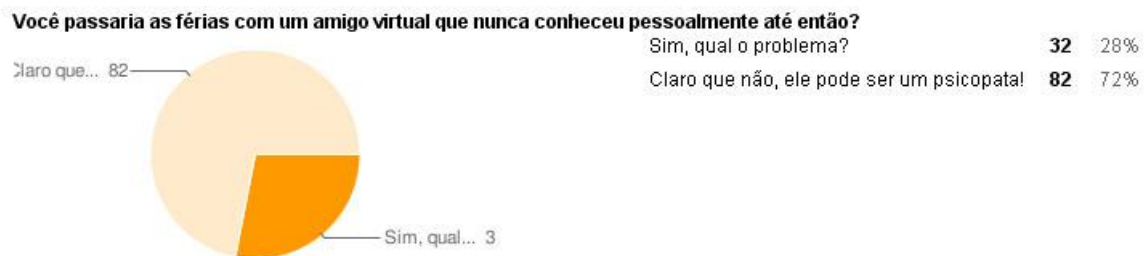 Você passaria as férias com um amigo virtual que nunca conheceu pessoalmente até então?
Sim, qual o problema? 32 28%
Claro que... 82
Claro que não, ele pode ser um psicopata! 82 72%
Sim, qual... 3